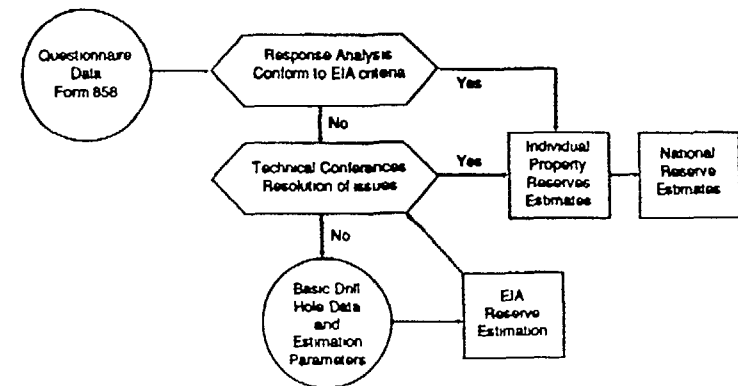 Questionnaire
Data
Form 858
Response Analysis
Conform to EIA criteria
Yes
No
Technical Conferences
Resolution of issues
Yes
Individual
Property
Reserves
Estimates
National
Reserve
Estimates
No
Basic Drill
Hole Data
and
Estimation
Parameters
EIA
Reserve
Estimation